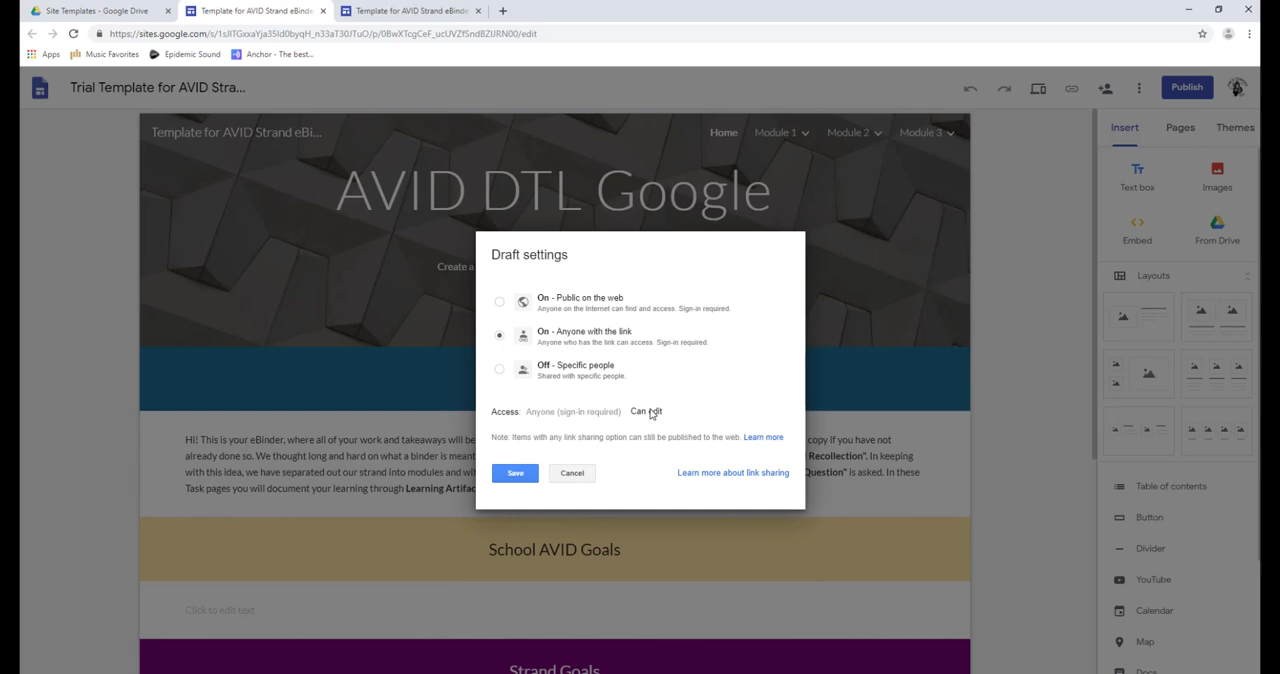 Site Templates - Google Drive
Template for AVID Strand eBinde
Template for AVID Strand eBinde
https://sites.google.com/y/1sJITGxxaYja35Id0byqH_n33aT30JTuO/p/0BwXTcgCeF_ucUVZfSndBZURN00/edit
Apps
Music Favorites
Epidemic Sound
Anchor - The best...
Trial Template for AVID Stra...
Publish
Template for AVID Strand eBi...
Home
Module 1
Module 2
Module 3
AVID DTL Google
Create a
Insert
Pages
Themes
Text box
Images
Embed
From Drive
Layouts
Draft settings
On - Public on the web
Anyone on the Internet can find and access. Sign-in required.
On - Anyone with the link
Anyone who has the link can access. Sign-in required.
Off - Specific people
Shared with specific people.
Access: Anyone (sign-in required) Can edit
Note: Items with any link sharing option can still be published to the web. Learn more
Save
Cancel
Learn more about link sharing
Hi! This is your eBinder, where all of your work and takeaways will be copy if you have not
already done so. We thought long and hard on what a binder is meant Recollection". In keeping
with this idea, we have separated out our strand into modules and wit Question" is asked. In these
Task pages you will document your learning through Learning Artifac
School AVID Goals
Click to edit text
Strand Goals
Table of contents
Button
Divider
YouTube
Calendar
Map
Docs